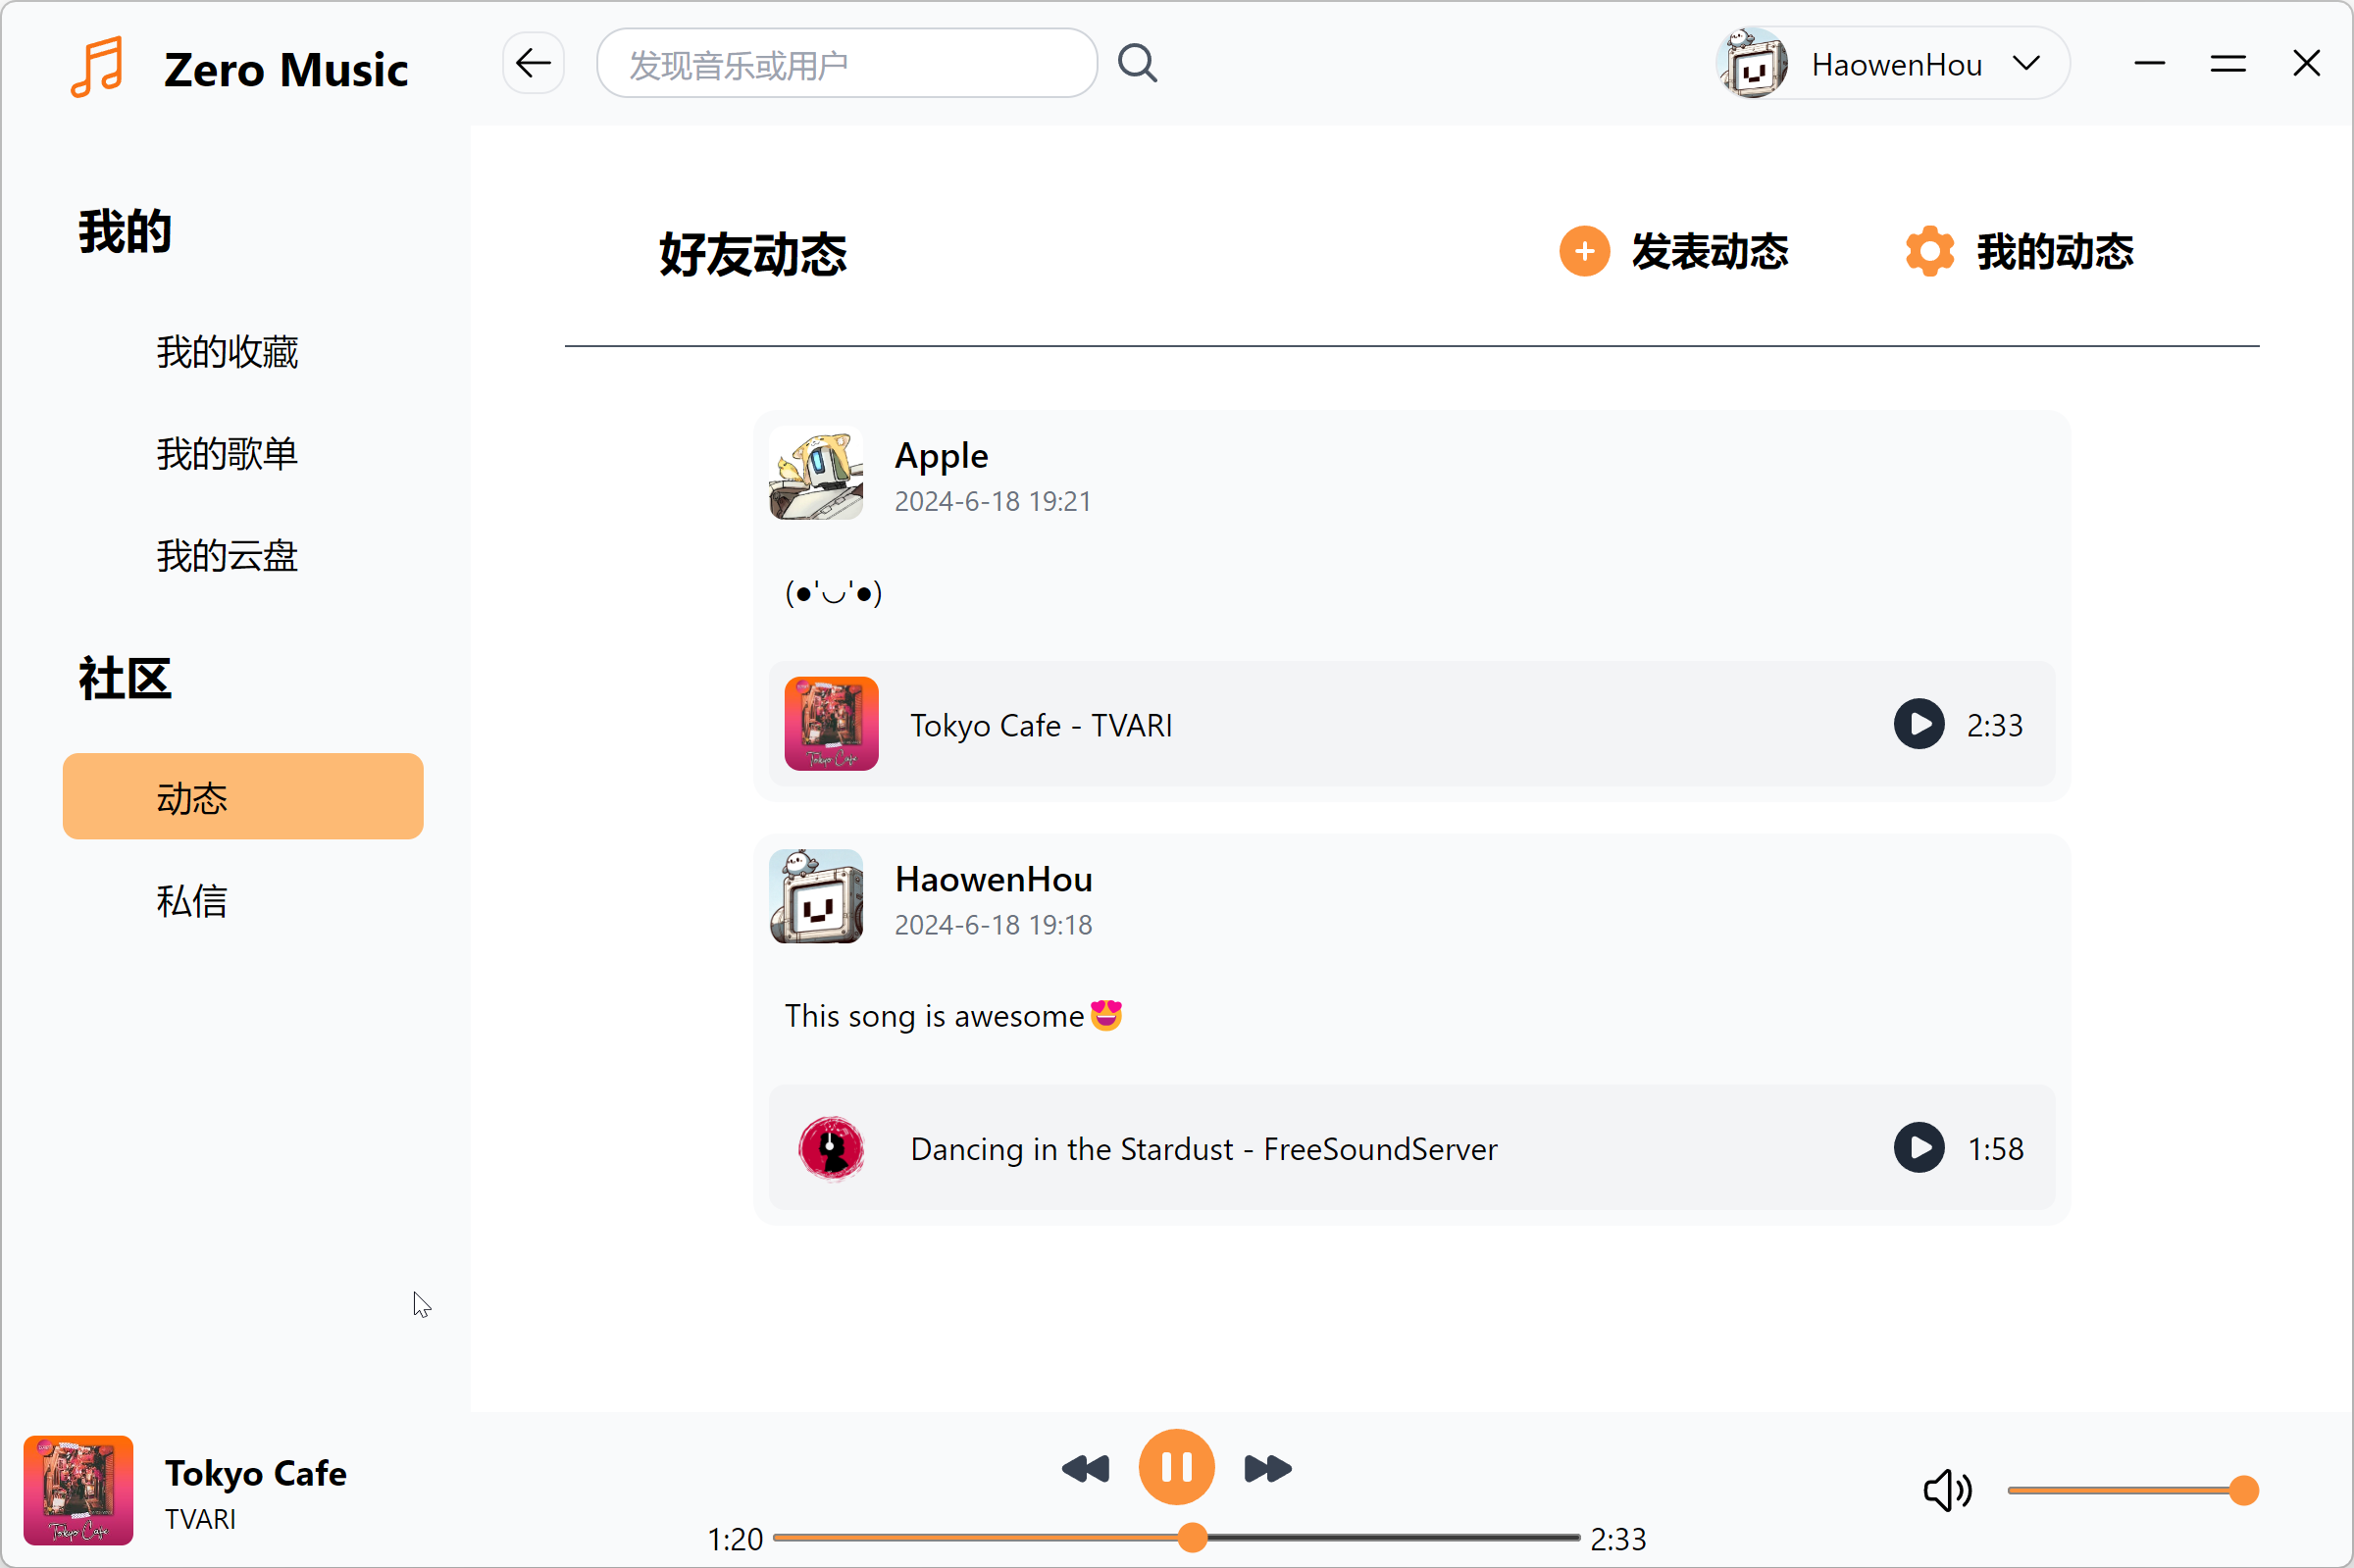 Zero Music
发现音乐或用户
HaowenHou
我的
我的收藏
我的歌单
我的云盘
社区
动态
私信
好友动态
发表动态
我的动态
Apple
2024-6-18 19:21
(●'◡'●)
Tokyo Cafe
Tokyo Cafe - TVARI
2:33
HaowenHou
2024-6-18 19:18
This song is awesome😍
Dancing in the Stardust - FreeSoundServer
1:58
Tokyo Cafe
Tokyo Cafe
TVARI
1:20
2:33